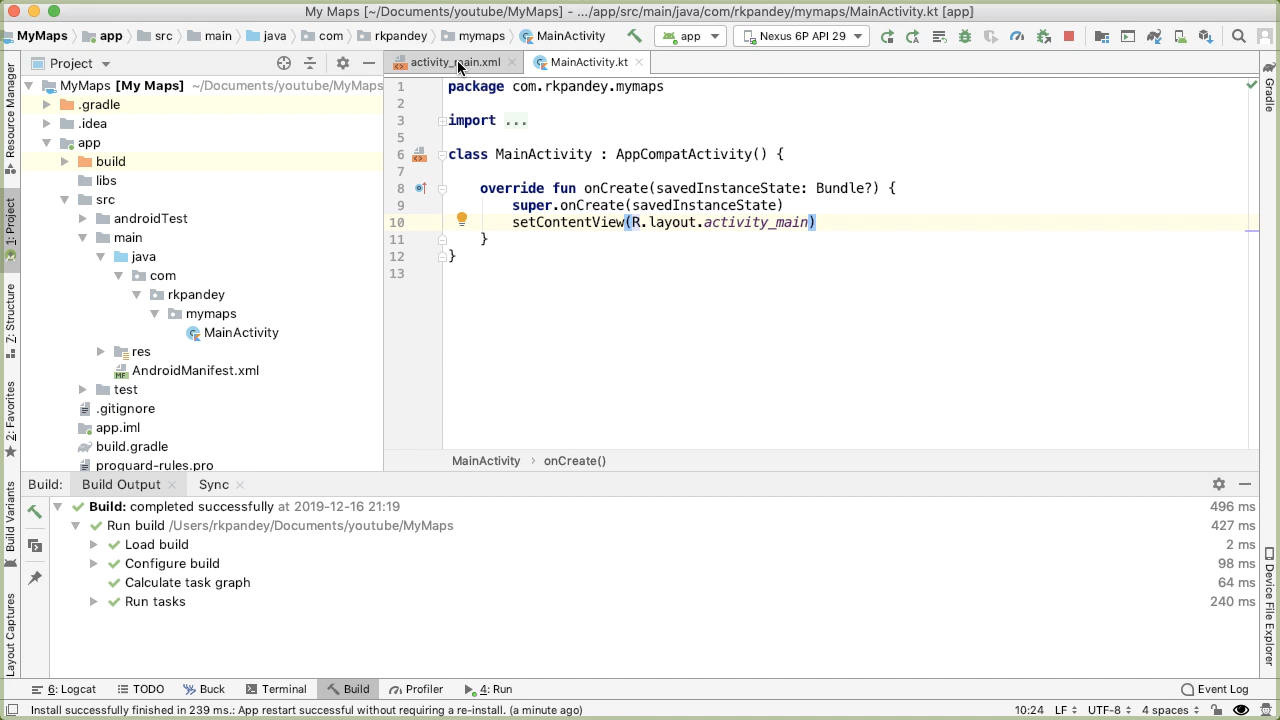 My Maps [~/Documents/youtube/MyMaps] - .../app/src/main/java/com/rkpandey/mymaps/MainActivity.kt [app]
MyMaps app src main java com rkpandey mymaps MainActivity app Nexus 6P API 29
Project
activity_main.xml
MainActivity.kt
Resource Manager
1: Project
Z: Structure
2: Favorites
Build Variants
Layout Captures
MyMaps [My Maps] ~/Documents/youtube/MyMaps
.gradle
.idea
app
build
libs
src
androidTest
main
java
com
rkpandey
mymaps
MainActivity
res
AndroidManifest.xml
test
.gitignore
app.iml
build.gradle
proguard-rules.pro
1 package com.rkpandey.mymaps
2
3 import ...
5
6 class MainActivity : AppCompatActivity() {
7
8 override fun onCreate(savedInstanceState: Bundle?) {
9 super.onCreate(savedInstanceState)
10 setContentView(R.layout.activity_main)
11 }
12 }
13
MainActivity > onCreate()
Gradle
Device File Explorer
Build: Build Output Sync
Build: completed successfully at 2019-12-16 21:19 496 ms
Run build /Users/rkpandey/Documents/youtube/MyMaps 427 ms
Load build 2 ms
Configure build 98 ms
Calculate task graph 64 ms
Run tasks 240 ms
6: Logcat TODO Buck Terminal Build Profiler 4: Run Event Log
Install successfully finished in 239 ms.: App restart successful without requiring a re-install. (a minute ago) 10:24 LF UTF-8 4 spaces